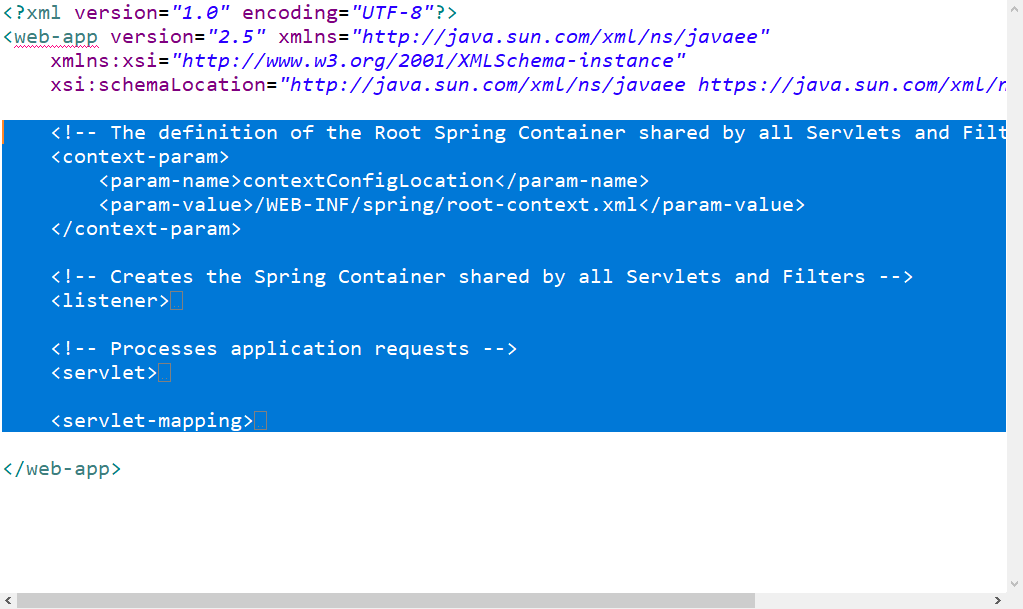 <?xml version="1.0" encoding="UTF-8"?>
<web-app version="2.5" xmlns="http://java.sun.com/xml/ns/javaee"
xmlns:xsi="http://www.w3.org/2001/XMLSchema-instance"
xsi:schemaLocation="http://java.sun.com/xml/ns/javaee https://java.sun.com/xml/n
<!-- The definition of the Root Spring Container shared by all Servlets and Filt
<context-param>
<param-name>contextConfigLocation</param-name>
<param-value>/WEB-INF/spring/root-context.xml</param-value>
</context-param>
<!-- Creates the Spring Container shared by all Servlets and Filters -->
<listener>
<!-- Processes application requests -->
<servlet>
<servlet-mapping>
</web-app>